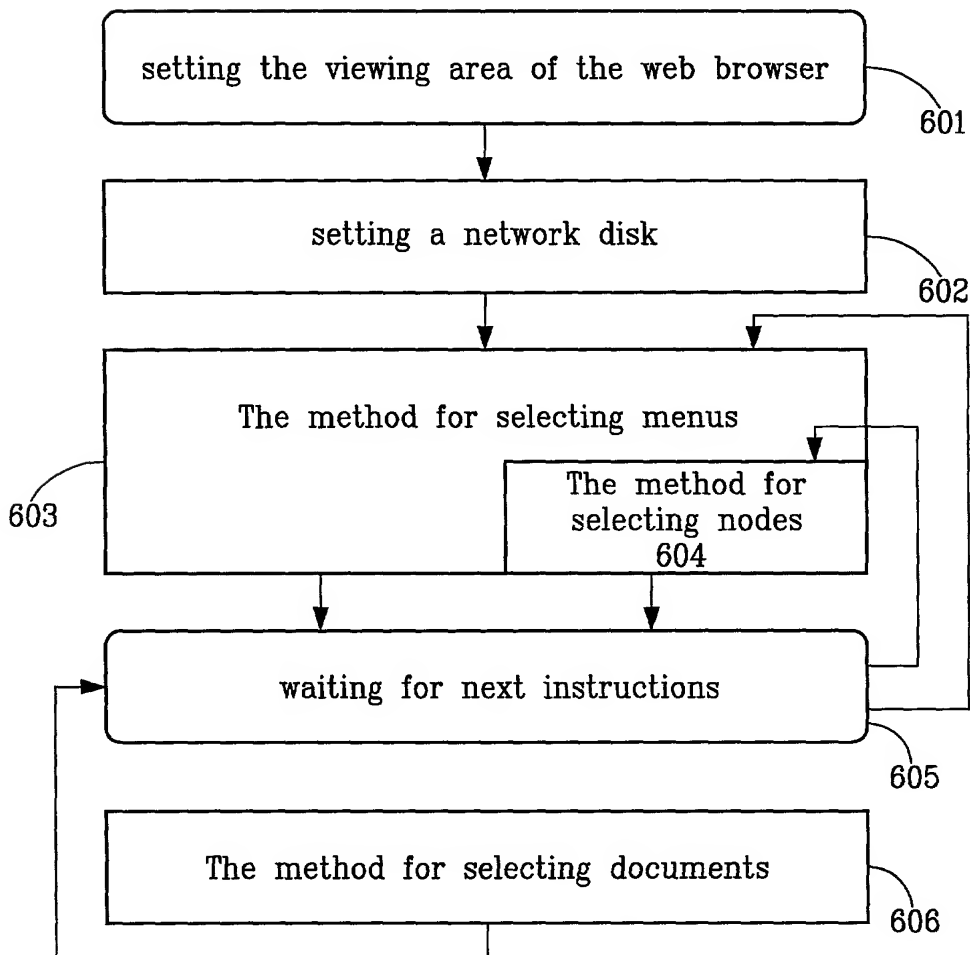 setting the viewing area of the web browser
601
setting a network disk
602
The method for selecting menus
603
The method for
selecting nodes
604
waiting for next instructions
605
The method for selecting documents
606